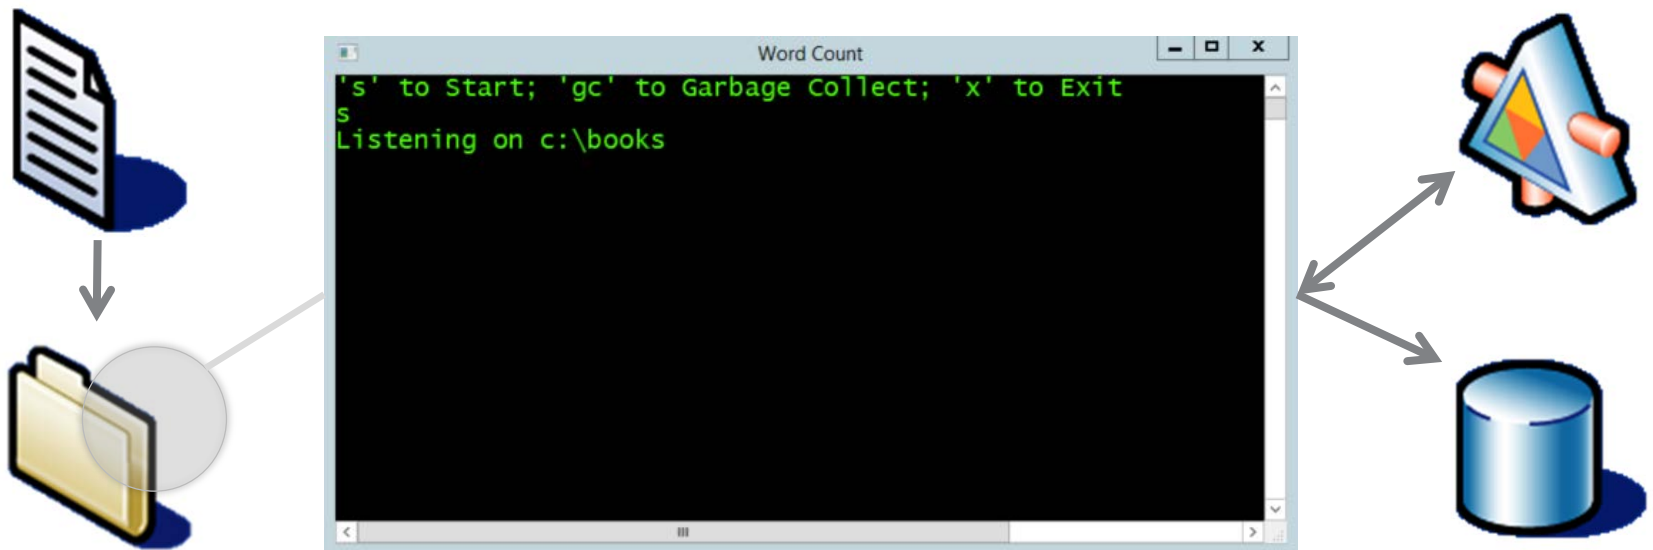 Word Count
's' to Start; 'gc' to Garbage Collect; 'x' to Exit
s
Listening on c:\books